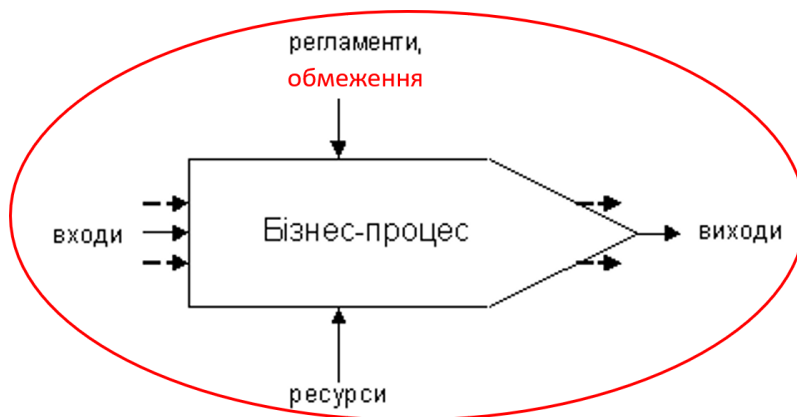 регламенти,
обмеження
входи
Бізнес-процес
виходи
ресурси